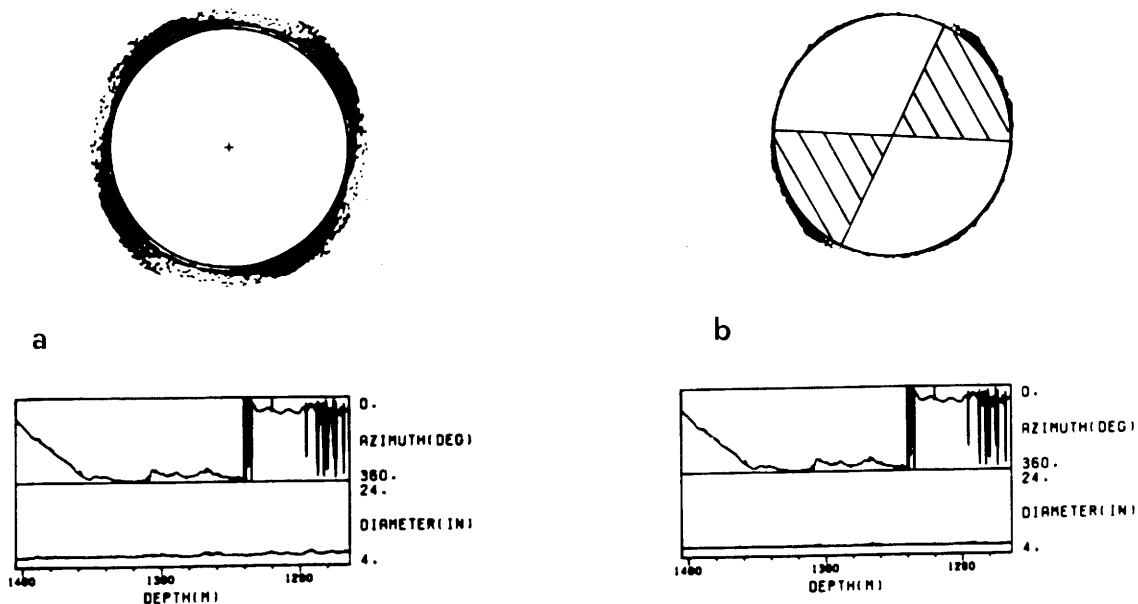 a
b
0.
AZIMUTH(DEG)
360.
24.
DIAMETER(IN)
4.
1400 1300 1200
DEPTH(M)
0.
AZIMUTH(DEG)
360.
24.
DIAMETER(IN)
4.
1400 1300 1200
DEPTH(M)